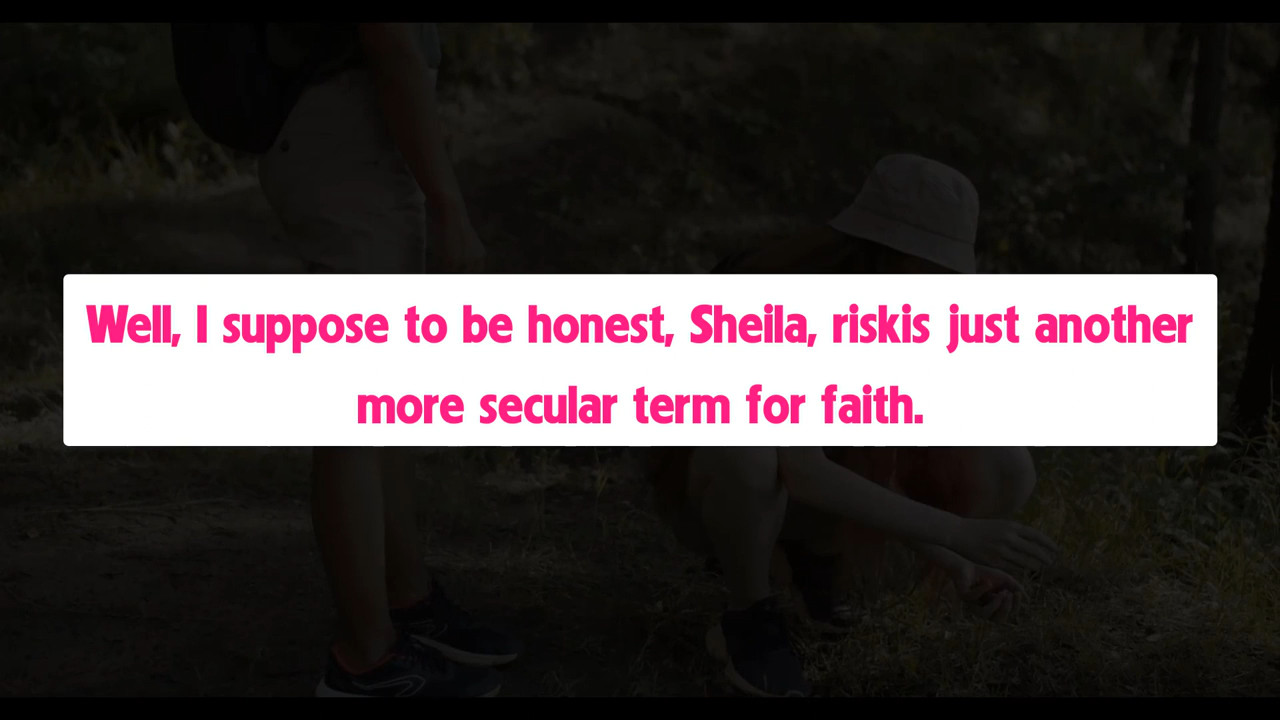 Well, I suppose to be honest, Sheila, riskis just another
more secular term for faith.